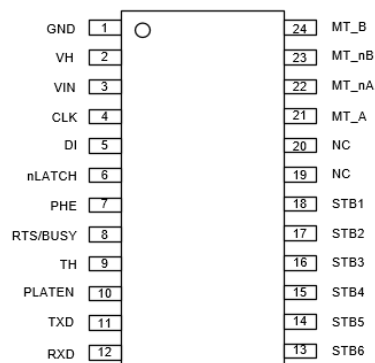 GND 1 24 MT_B
VH 2 23 MT_nB
VIN 3 22 MT_nA
CLK 4 21 MT_A
DI 5 20 NC
nLATCH 6 19 NC
PHE 7 18 STB1
RTS/BUSY 8 17 STB2
TH 9 16 STB3
PLATEN 10 15 STB4
TXD 11 14 STB5
RXD 12 13 STB6